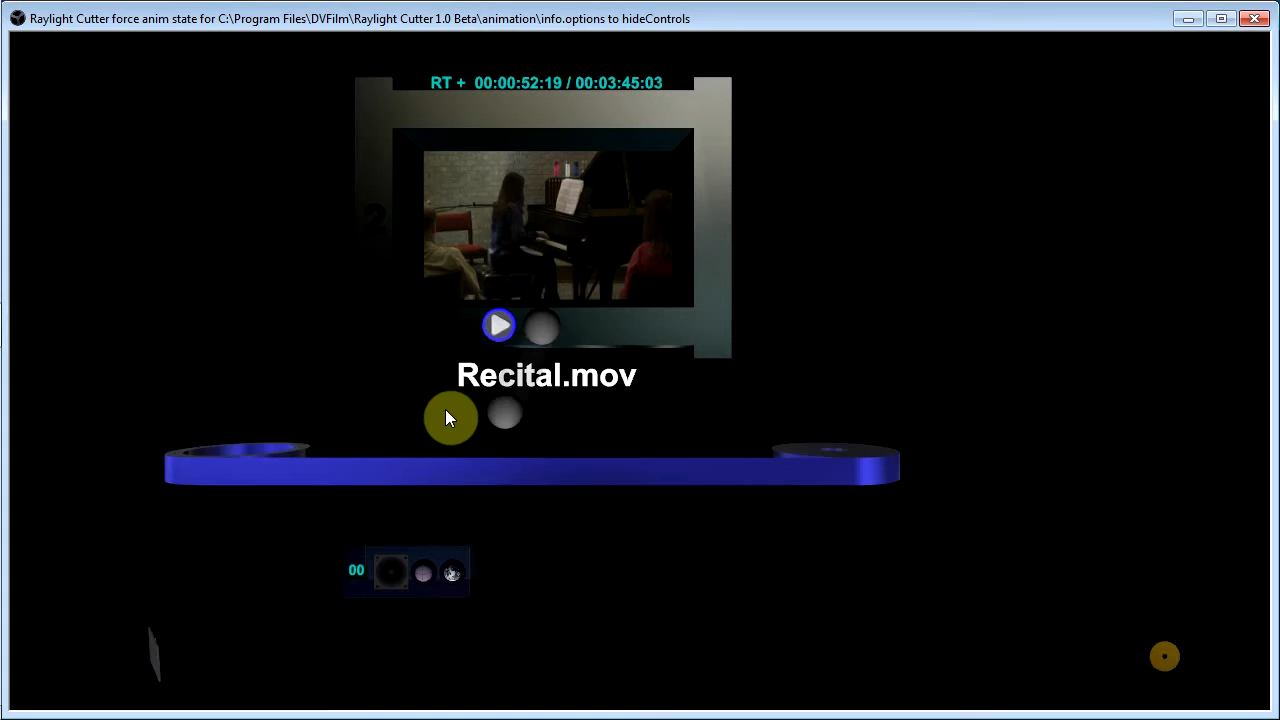 Raylight Cutter force anim state for C:\Program Files\DVFilm\Raylight Cutter 1.0 Beta\animation\info.options to hideControls
RT + 00:00:52:19 / 00:03:45:03
2
Recital.mov
00